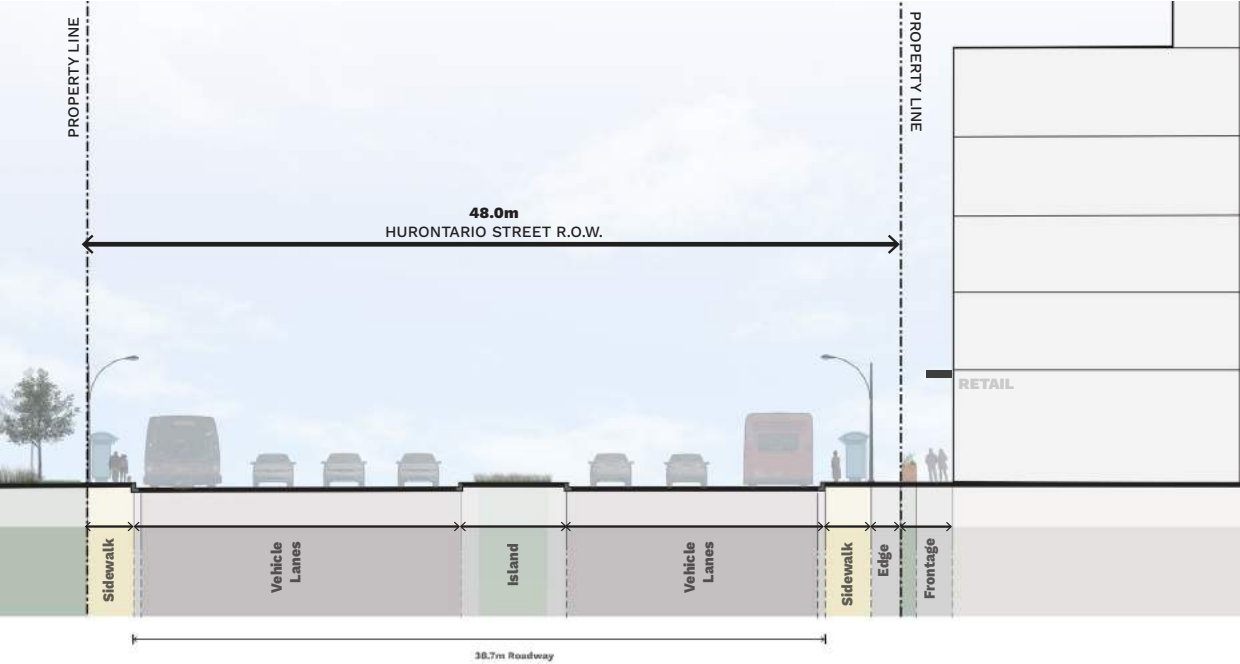 PROPERTY LINE
PROPERTY LINE
48.0m
HURONTARIO STREET R.O.W.
RETAIL
Sidewalk
Vehicle
Lanes
Island
Vehicle
Lanes
Sidewalk
Edge
Frontage
38.7m Roadway